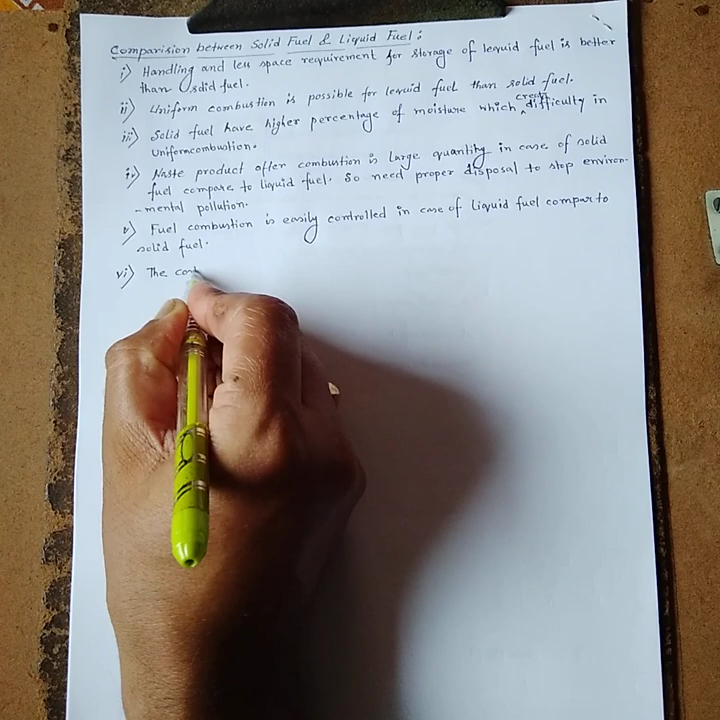 Comparision between Solid Fuel & Liquid Fuel :
i) Handling and less space requirement for storage of lequid fuel is better
than solid fuel.
ii) Uniform combustion is possible for lequid fuel than solid fuel.
iii) Solid fuel have higher percentage of moisture which create difficulty in
Uniformcombustion.
iv) Waste product after combustion is Large quantity in case of solid
fuel compare to liquid fuel. So need proper disposal to stop environ-
-mental pollution.
v) Fuel combustion is easily controlled in case of Liquid fuel compar to
solid fuel.
vi) The cost